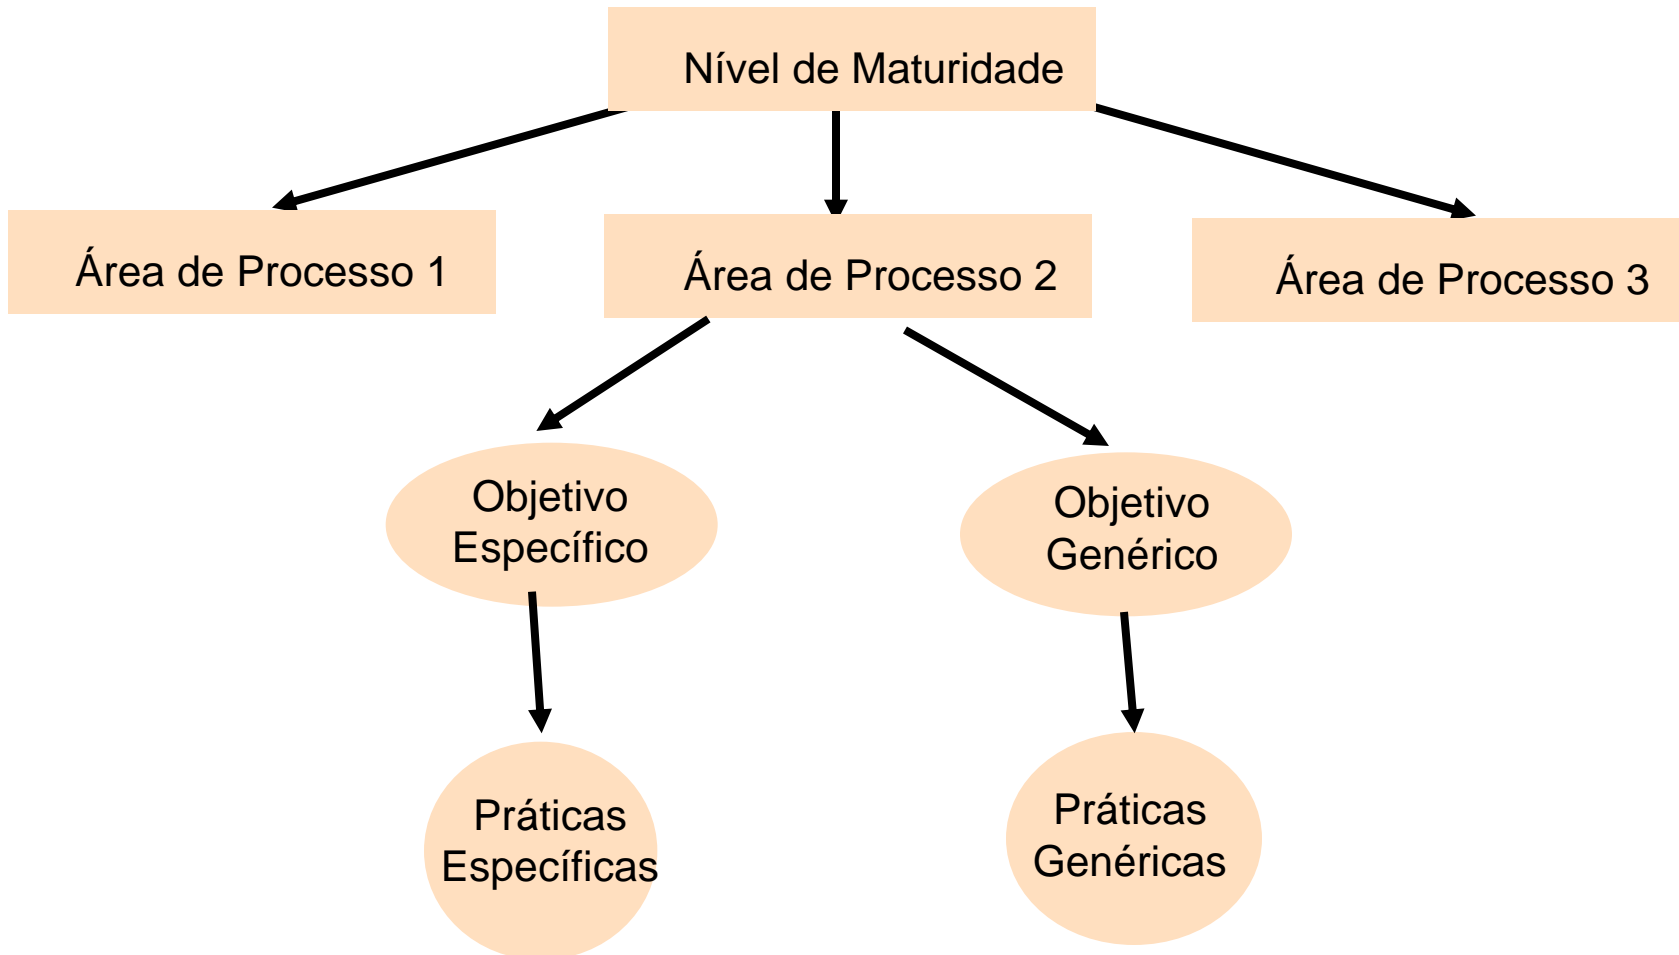 Nível de Maturidade
Área de Processo 1
Área de Processo 2
Área de Processo 3
Objetivo
Específico
Objetivo
Genérico
Práticas
Específicas
Práticas
Genéricas